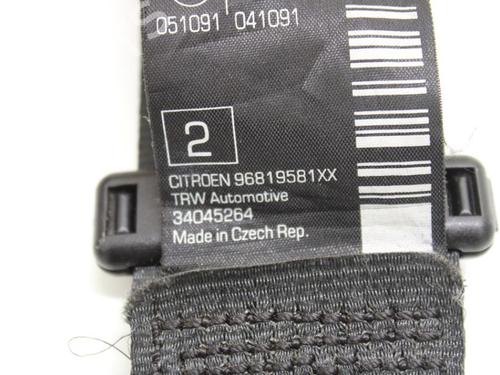 051091 041091
2
CITROEN 96819581XX
TRW Automotive
34045264
Made in Czech Rep.